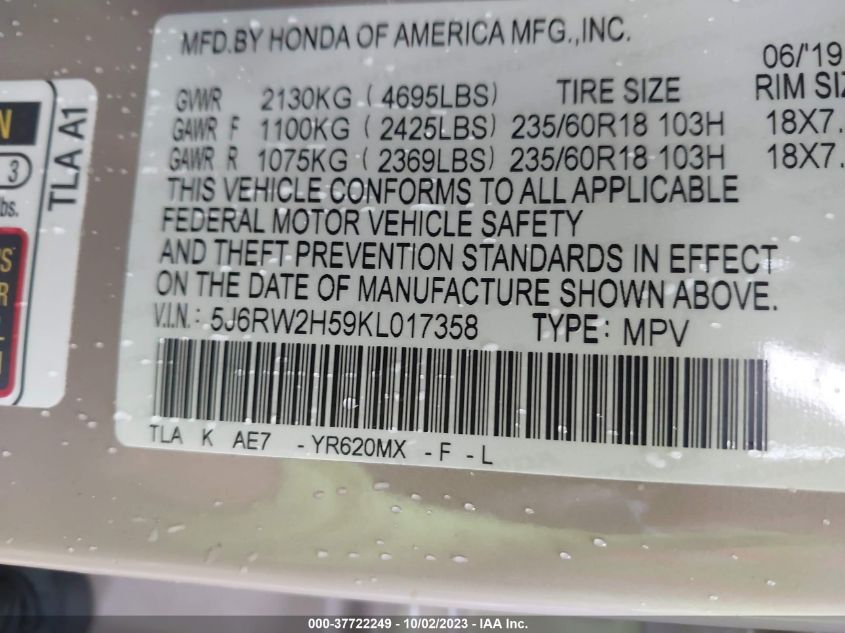 MFD.BY HONDA OF AMERICA MFG.,INC.
06/'19
GVWR 2130KG (4695LBS) TIRE SIZE RIM SIZ
GAWR F 1100KG (2425LBS) 235/60R18 103H 18X7.
GAWR R 1075KG (2369LBS) 235/60R18 103H 18X7.
THIS VEHICLE CONFORMS TO ALL APPLICABLE
FEDERAL MOTOR VEHICLE SAFETY
AND THEFT PREVENTION STANDARDS IN EFFECT
ON THE DATE OF MANUFACTURE SHOWN ABOVE.
V.I.N.: 5J6RW2H59KL017358 TYPE: MPV
TLA K AE7 -YR620MX -F -L
TLA A1
N
3
bs.
S
R
000-37722249 - 10/02/2023 - IAA Inc.